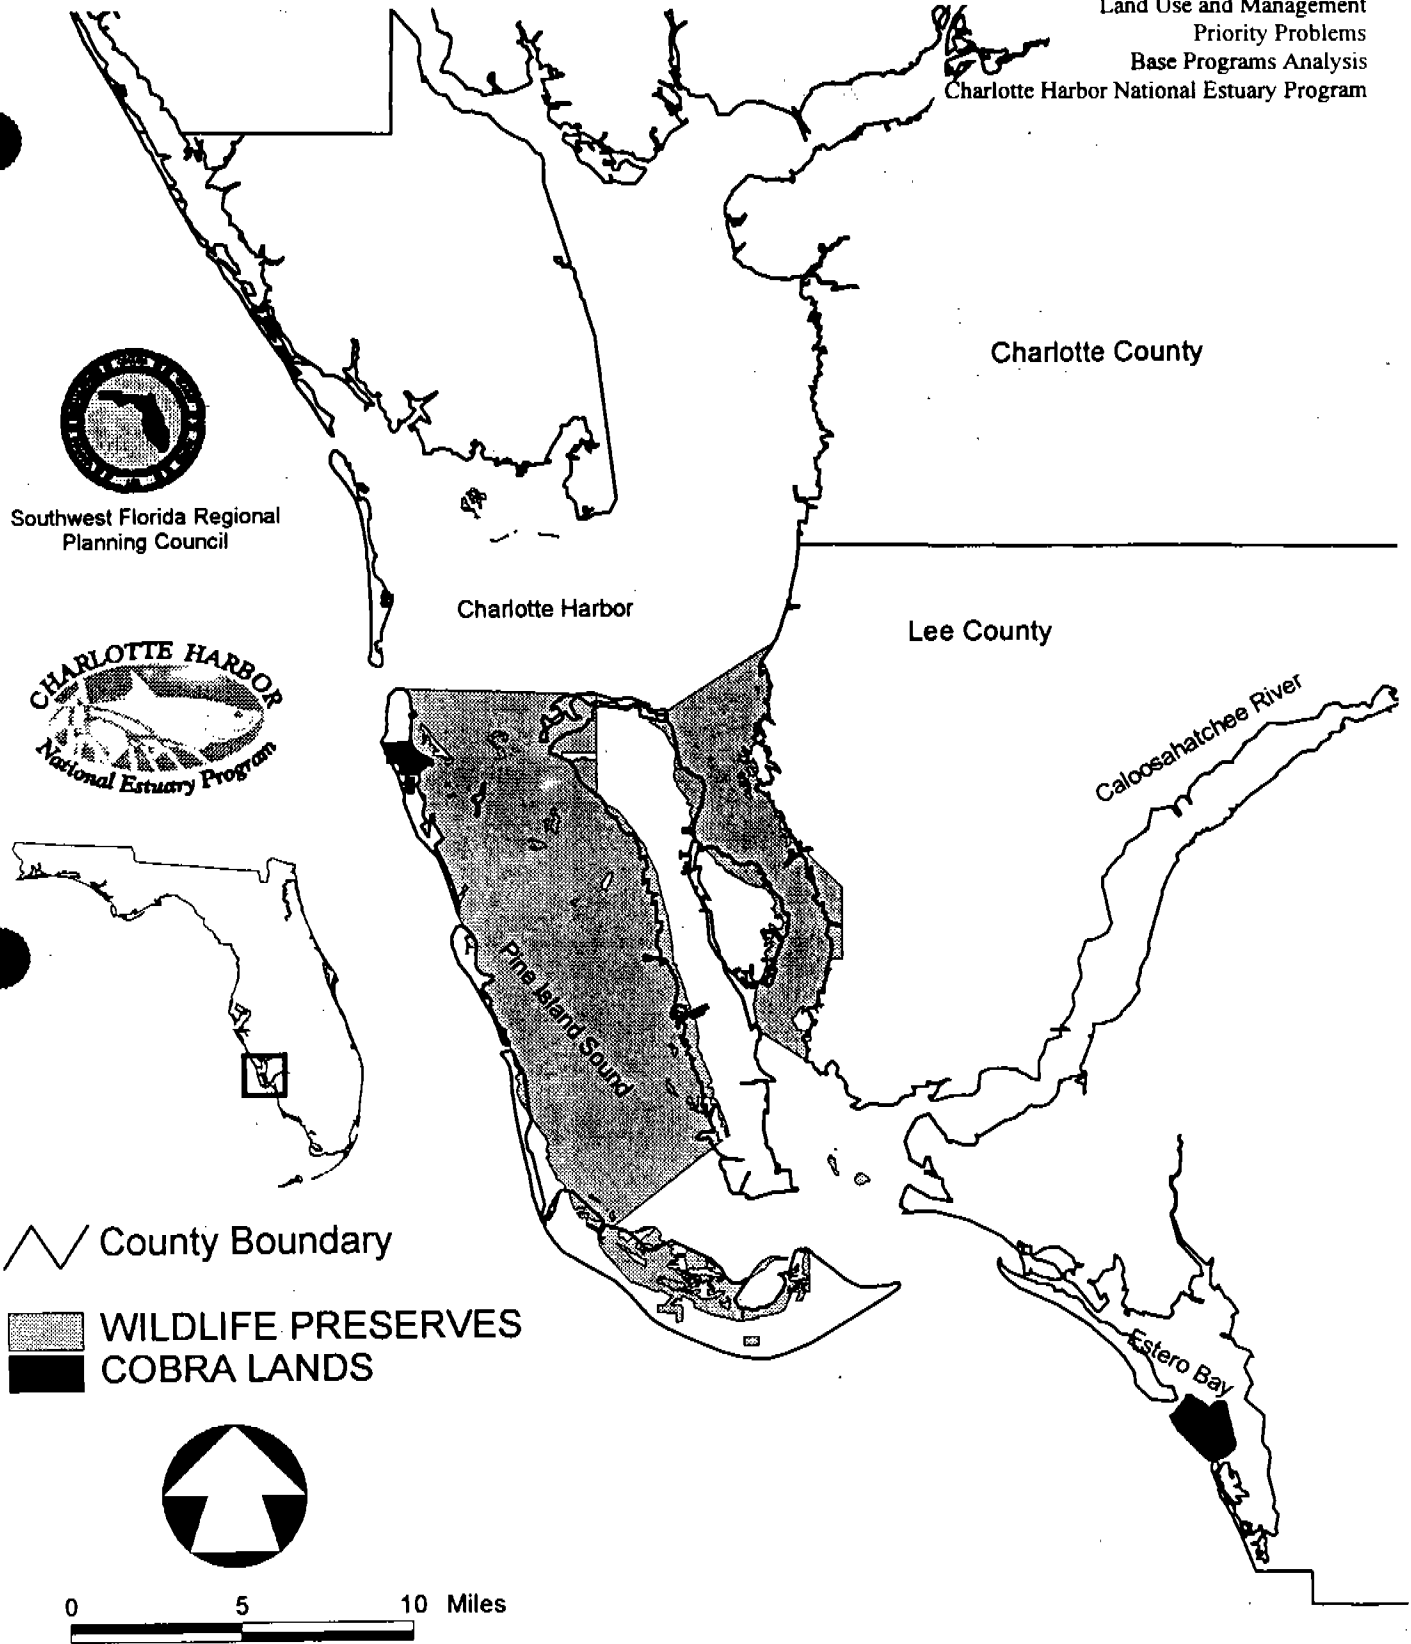 Land Use and Management
Priority Problems
Base Programs Analysis
Charlotte Harbor National Estuary Program
Charlotte County
Southwest Florida Regional
Planning Council
Charlotte Harbor
Lee County
CHARLOTTE HARBOR
National Estuary Program
Caloosahatchee River
Pine Island Sound
County Boundary
WILDLIFE PRESERVES
COBRA LANDS
Estero Bay
0 5 10 Miles